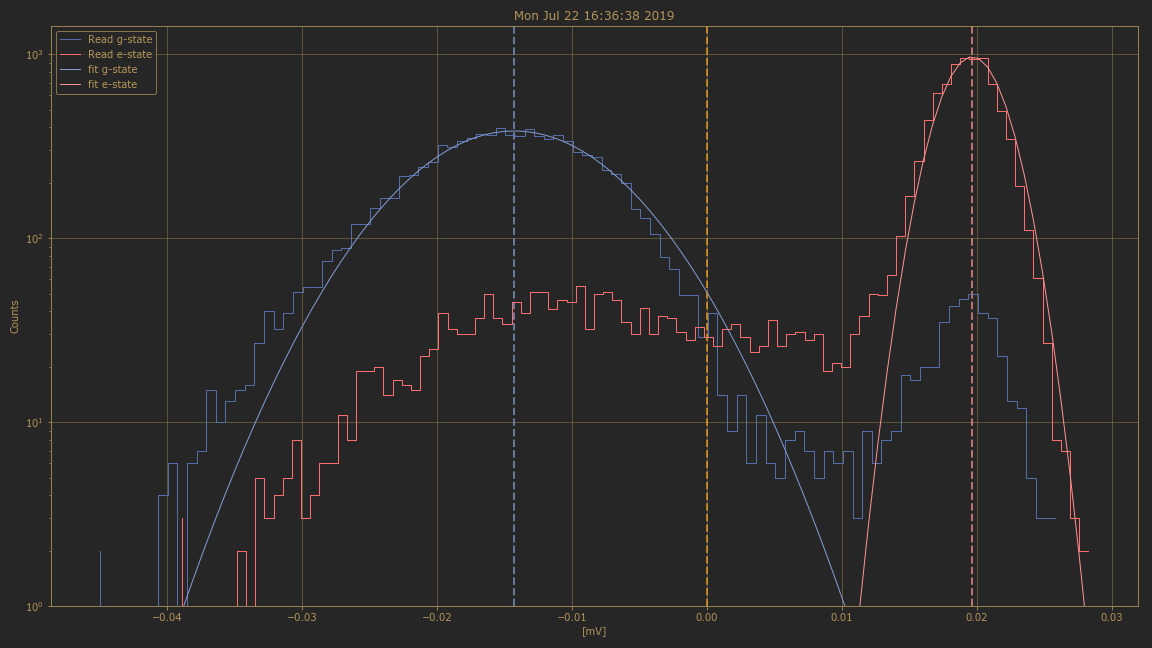 Mon Jul 22 16:36:38 2019
Read g-state
Read e-state
fit g-state
fit e-state
Counts
10³
10²
10¹
10⁰
−0.04 −0.03 −0.02 −0.01 0.00 0.01 0.02 0.03
[mV]